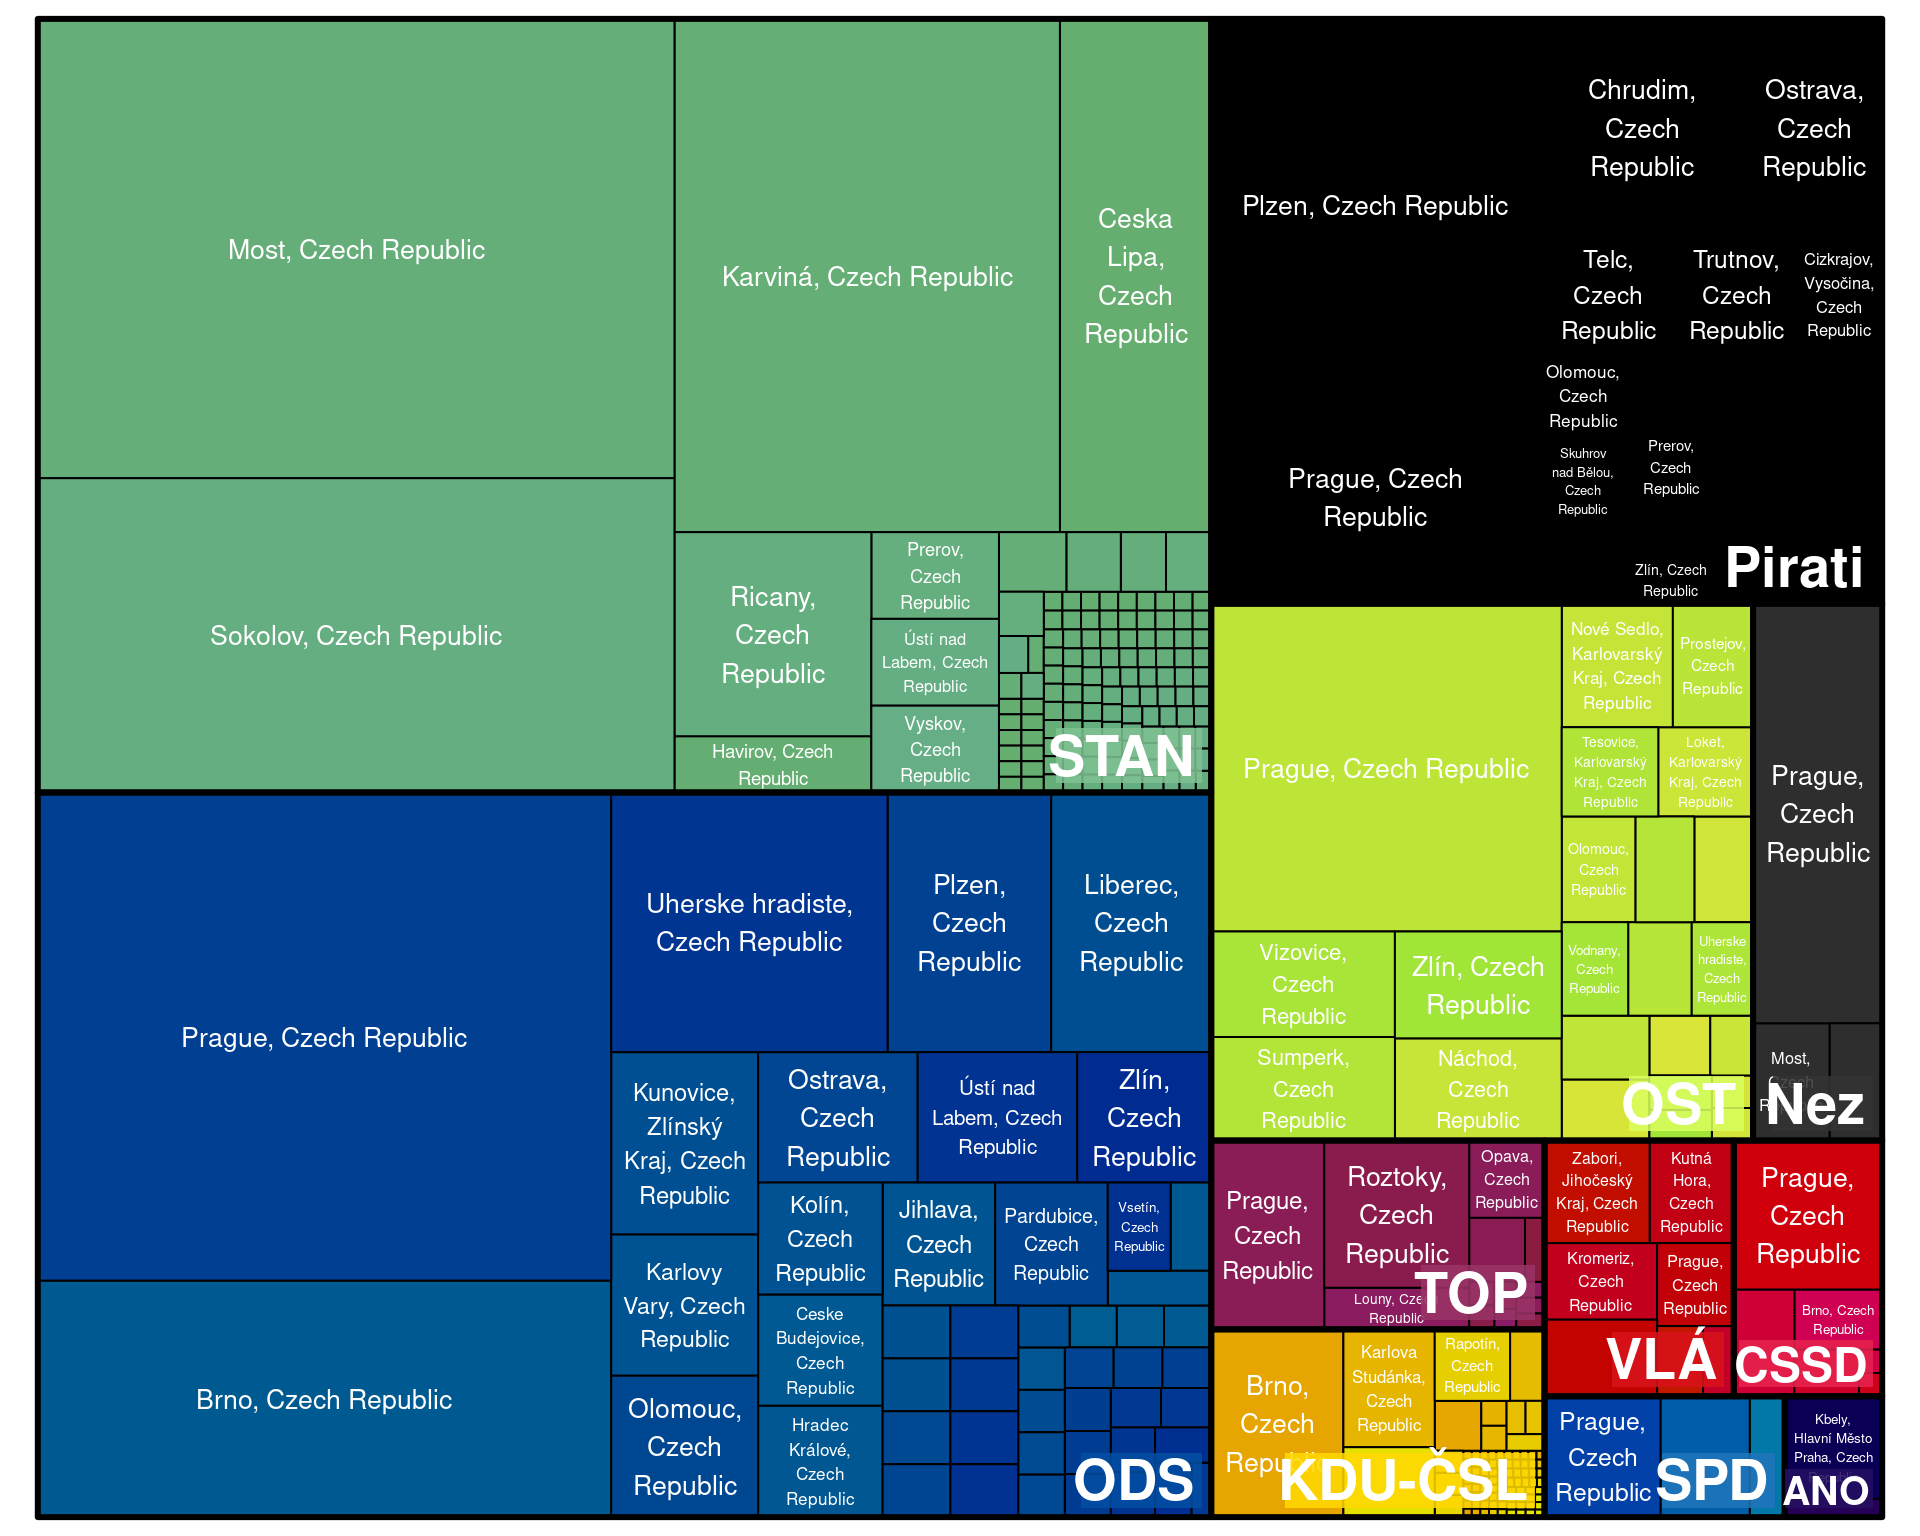 Most, Czech Republic
Sokolov, Czech Republic
Karviná, Czech Republic
Ceska
Lipa,
Czech
Republic
Ricany,
Czech
Republic
Havirov, Czech
Republic
Prerov,
Czech
Republic
Ústí nad
Labem, Czech
Republic
Vyskov,
Czech
Republic
STAN
Plzen, Czech Republic
Prague, Czech
Republic
Chrudim,
Czech
Republic
Ostrava,
Czech
Republic
Telc,
Czech
Republic
Trutnov,
Czech
Republic
Cizkrajov,
Vysočina,
Czech
Republic
Olomouc,
Czech
Republic
Skuhrov
nad Bělou,
Czech
Republic
Prerov,
Czech
Republic
Zlín, Czech
Republic
Pirati
Prague, Czech Republic
Brno, Czech Republic
Uherske hradiste,
Czech Republic
Plzen,
Czech
Republic
Liberec,
Czech
Republic
Kunovice,
Zlínský
Kraj, Czech
Republic
Karlovy
Vary, Czech
Republic
Olomouc,
Czech
Republic
Ostrava,
Czech
Republic
Ústí nad
Labem, Czech
Republic
Zlín,
Czech
Republic
Kolín,
Czech
Republic
Ceske
Budejovice,
Czech
Republic
Hradec
Králové,
Czech
Republic
Jihlava,
Czech
Republic
Pardubice,
Czech
Republic
Vsetín,
Czech
Republic
ODS
Prague, Czech Republic
Vizovice,
Czech
Republic
Sumperk,
Czech
Republic
Zlín, Czech
Republic
Náchod,
Czech
Republic
Nové Sedlo,
Karlovarský
Kraj, Czech
Republic
Prostejov,
Czech
Republic
Tesovice,
Karlovarský
Kraj, Czech
Republic
Loket,
Karlovarský
Kraj, Czech
Republic
Olomouc,
Czech
Republic
Vodnany,
Czech
Republic
Uherske
hradiste,
Czech
Republic
OST
Prague,
Czech
Republic
Most,
Czech
Nez
Prague,
Czech
Republic
Roztoky,
Czech
Republic
Opava,
Czech
Republic
Louny, Cze
Republic
TOP
Zabori,
Jihočeský
Kraj, Czech
Republic
Kutná
Hora,
Czech
Republic
Kromeriz,
Czech
Republic
Prague,
Czech
Republic
VLÁ
Prague,
Czech
Republic
Brno, Czech
Republic
CSSD
Brno,
Czech
Republic
Karlova
Studánka,
Czech
Republic
Rapotín,
Czech
Republic
KDU-ČSL
Prague,
Czech
Republic
SPD
Kbely,
Hlavní Město
Praha, Czech
ANO